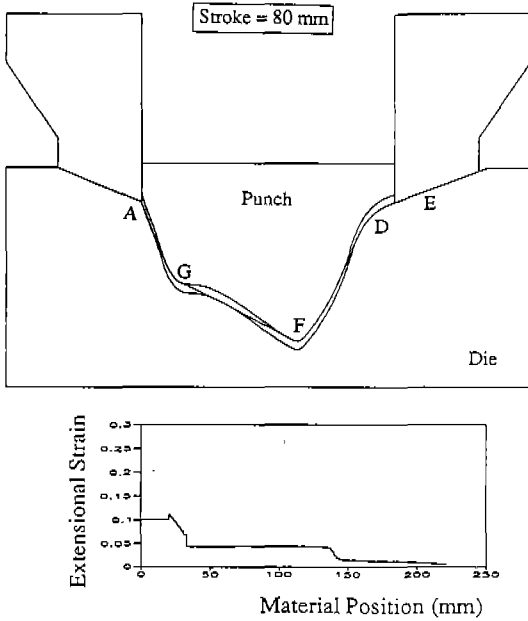 Stroke = 80 mm
Punch
A
E
D
G
F
Die
Extensional Strain
0.3
0.25
0.2
0.15
0.1
0.05
0
0 50 100 150 200 250
Material Position (mm)